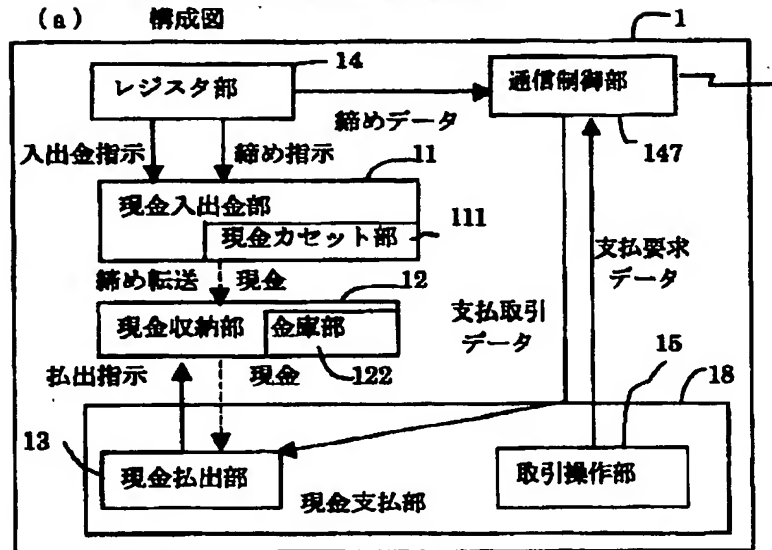 (a) 構成図
1
14
レジスタ部
通信制御部
締めデータ
147
入出金指示
締め指示
11
現金入出金部
現金カセット部
111
支払要求
データ
締め転送
現金
12
現金収納部
金庫部
支払取引
データ
払出指示
現金
122
15
18
13
現金払出部
取引操作部
現金支払部